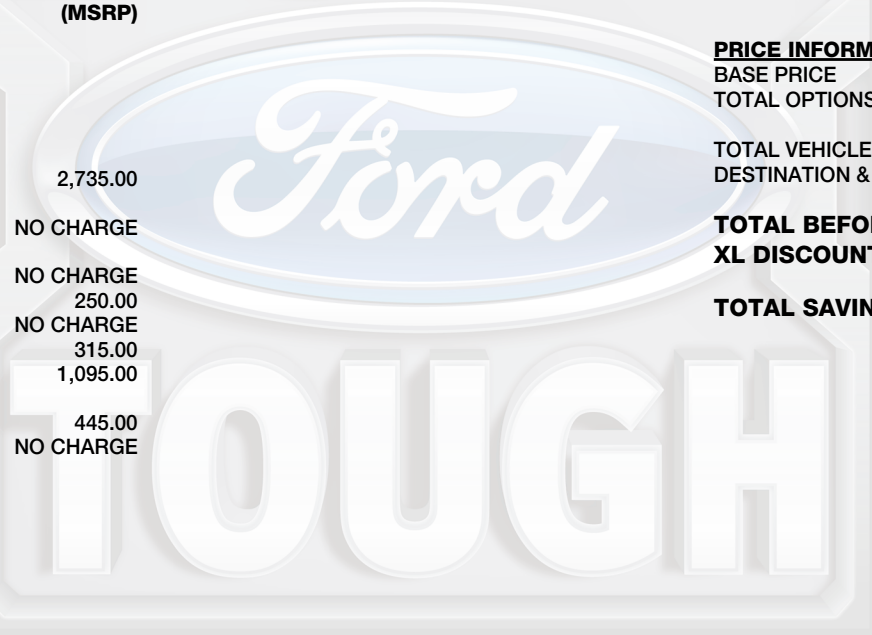 (MSRP)
2,735.00
NO CHARGE
NO CHARGE
250.00
NO CHARGE
315.00
1,095.00
445.00
NO CHARGE
PRICE INFORM
BASE PRICE
TOTAL OPTIONS
TOTAL VEHICLE
DESTINATION &
TOTAL BEFOR
XL DISCOUNT
TOTAL SAVIN
Ford
TOUGH